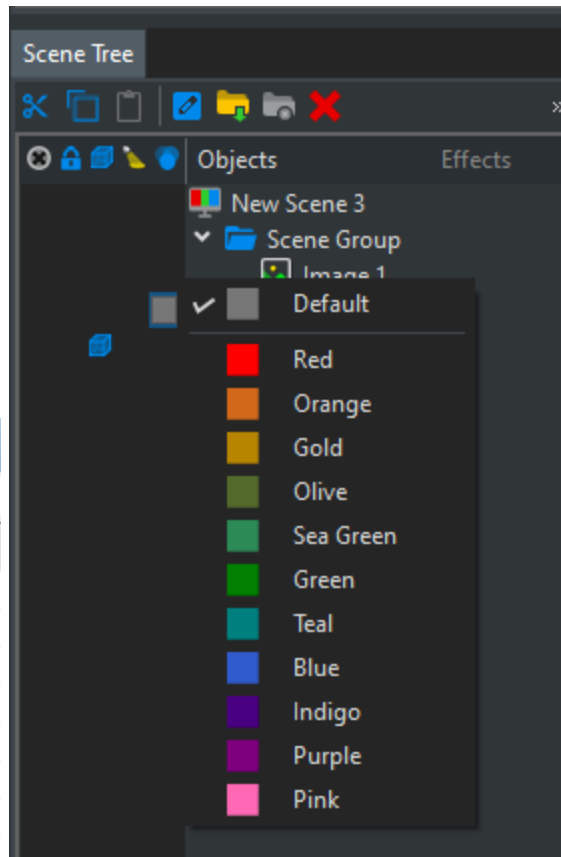 Scene Tree
»
Objects Effects
New Scene 3
Scene Group
Image 1
Default
Red
Orange
Gold
Olive
Sea Green
Green
Teal
Blue
Indigo
Purple
Pink